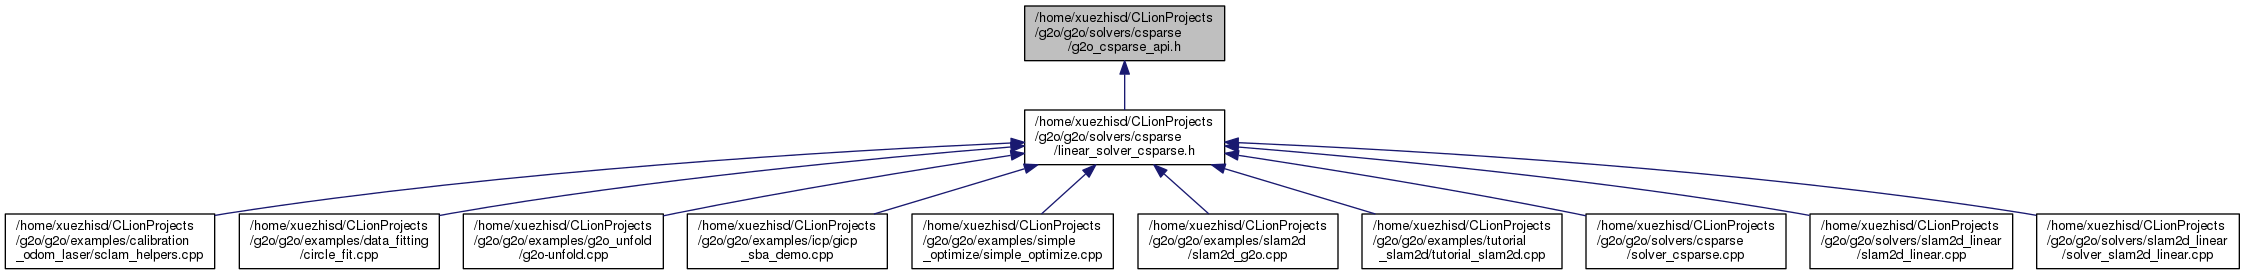 /home/xuezhisd/CLionProjects
/g2o/g2o/solvers/csparse
/g2o_csparse_api.h
/home/xuezhisd/CLionProjects
/g2o/g2o/solvers/csparse
/linear_solver_csparse.h
/home/xuezhisd/CLionProjects
/g2o/g2o/examples/calibration
_odom_laser/sclam_helpers.cpp
/home/xuezhisd/CLionProjects
/g2o/g2o/examples/data_fitting
/circle_fit.cpp
/home/xuezhisd/CLionProjects
/g2o/g2o/examples/g2o_unfold
/g2o-unfold.cpp
/home/xuezhisd/CLionProjects
/g2o/g2o/examples/icp/gicp
_sba_demo.cpp
/home/xuezhisd/CLionProjects
/g2o/g2o/examples/simple
_optimize/simple_optimize.cpp
/home/xuezhisd/CLionProjects
/g2o/g2o/examples/slam2d
/slam2d_g2o.cpp
/home/xuezhisd/CLionProjects
/g2o/g2o/examples/tutorial
_slam2d/tutorial_slam2d.cpp
/home/xuezhisd/CLionProjects
/g2o/g2o/solvers/csparse
/solver_csparse.cpp
/home/xuezhisd/CLionProjects
/g2o/g2o/solvers/slam2d_linear
/slam2d_linear.cpp
/home/xuezhisd/CLionProjects
/g2o/g2o/solvers/slam2d_linear
/solver_slam2d_linear.cpp